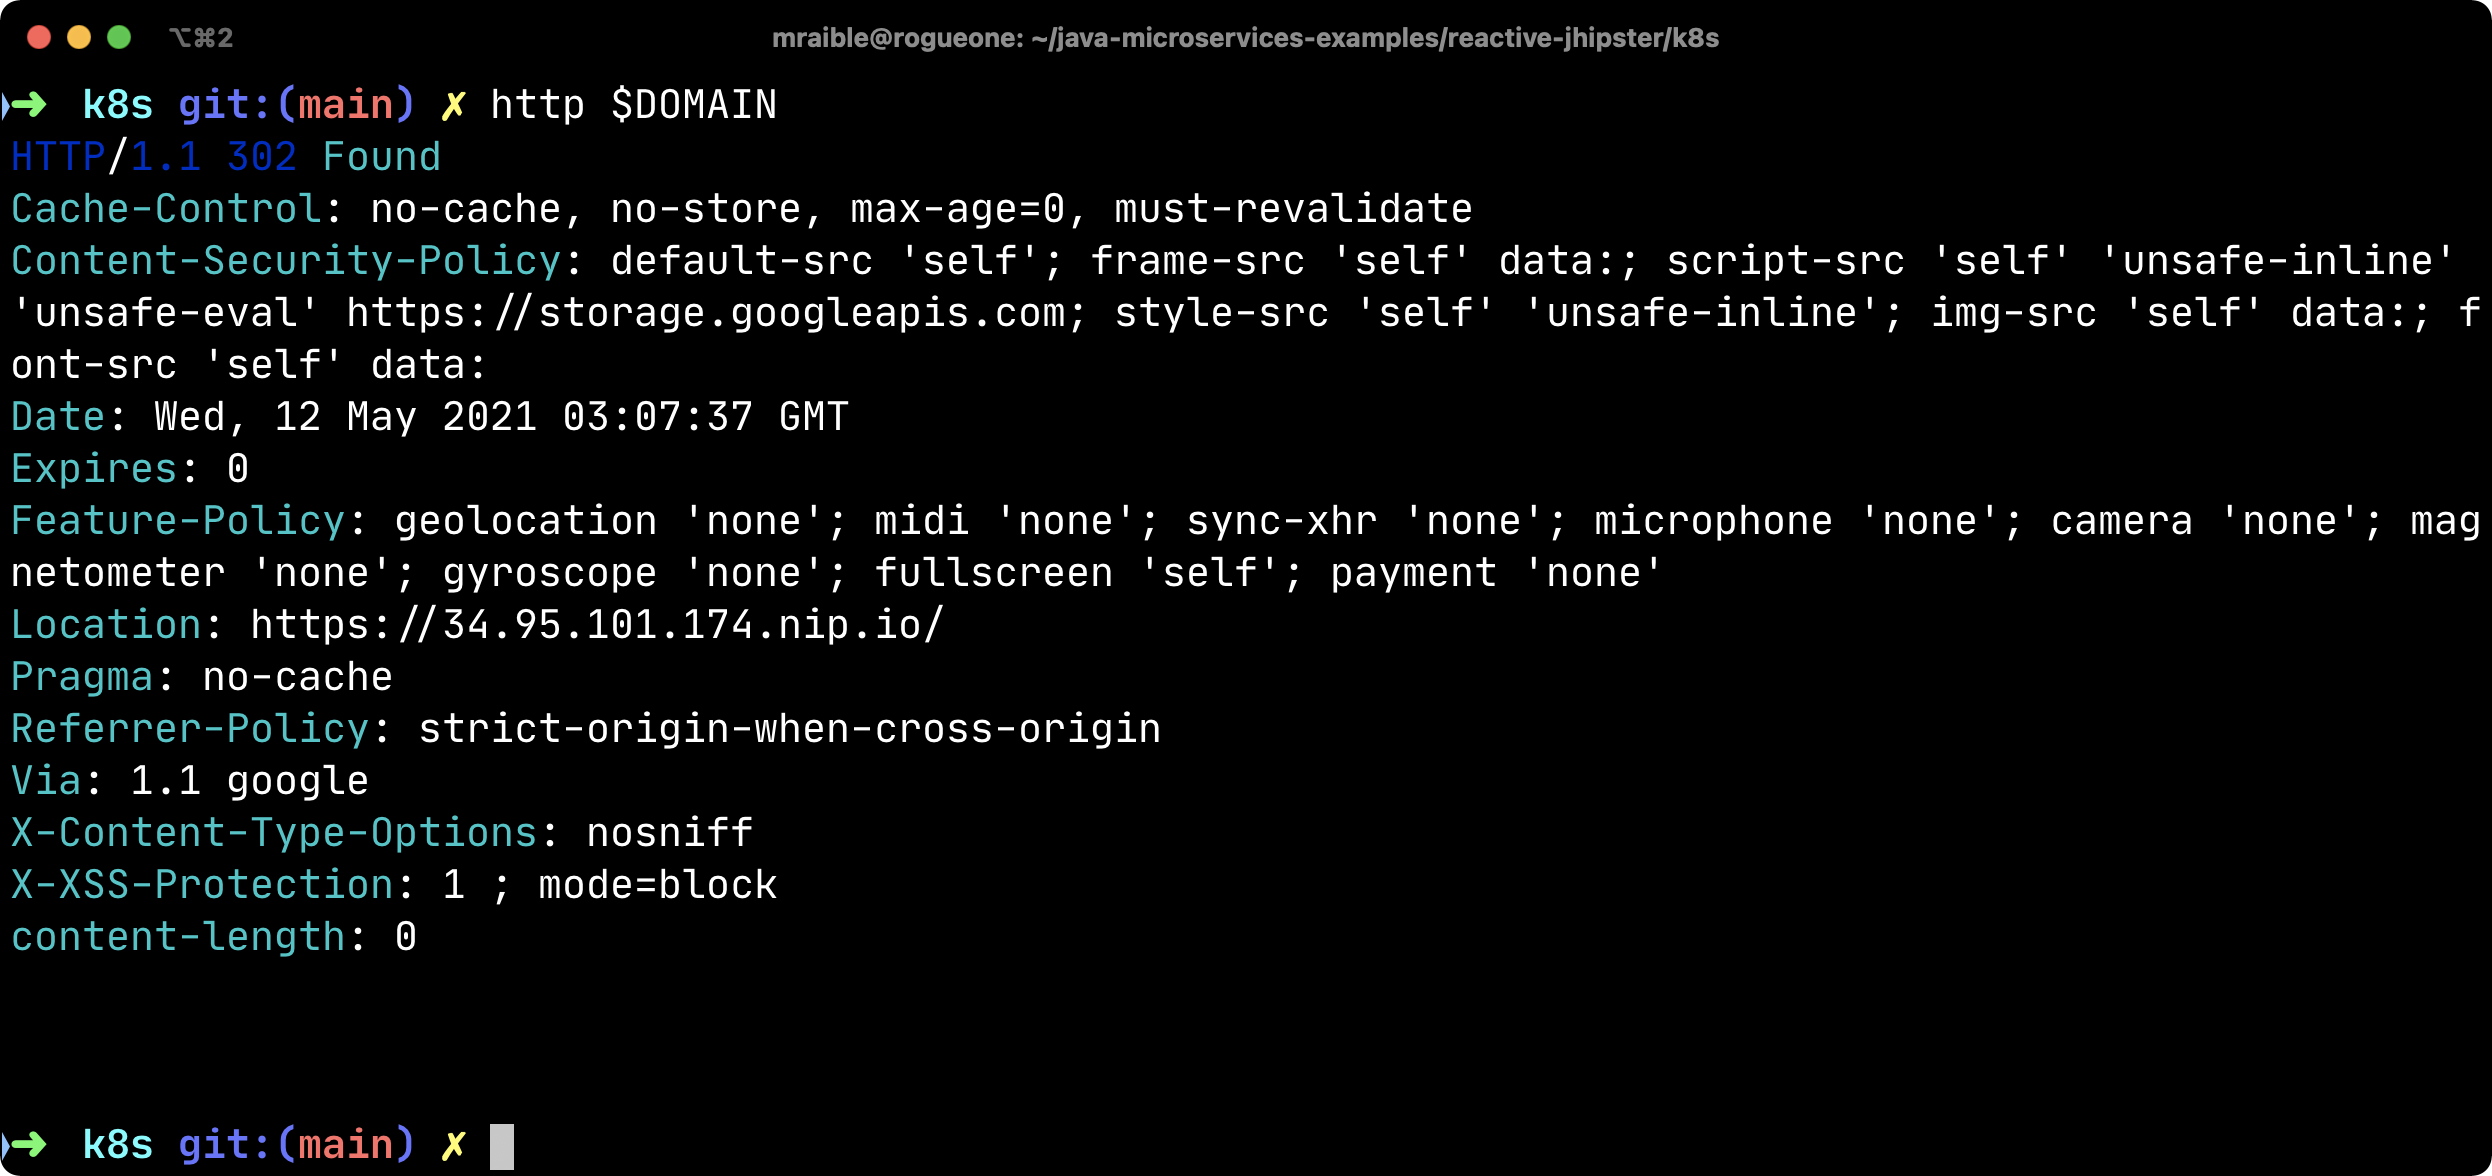 ⌥⌘2
mraible@rogueone: ~/java-microservices-examples/reactive-jhipster/k8s
➜ k8s git:(main) ✗ http $DOMAIN
HTTP/1.1 302 Found
Cache-Control: no-cache, no-store, max-age=0, must-revalidate
Content-Security-Policy: default-src 'self'; frame-src 'self' data:; script-src 'self' 'unsafe-inline'
'unsafe-eval' https://storage.googleapis.com; style-src 'self' 'unsafe-inline'; img-src 'self' data:; f
ont-src 'self' data:
Date: Wed, 12 May 2021 03:07:37 GMT
Expires: 0
Feature-Policy: geolocation 'none'; midi 'none'; sync-xhr 'none'; microphone 'none'; camera 'none'; mag
netometer 'none'; gyroscope 'none'; fullscreen 'self'; payment 'none'
Location: https://34.95.101.174.nip.io/
Pragma: no-cache
Referrer-Policy: strict-origin-when-cross-origin
Via: 1.1 google
X-Content-Type-Options: nosniff
X-XSS-Protection: 1 ; mode=block
content-length: 0
➜ k8s git:(main) ✗